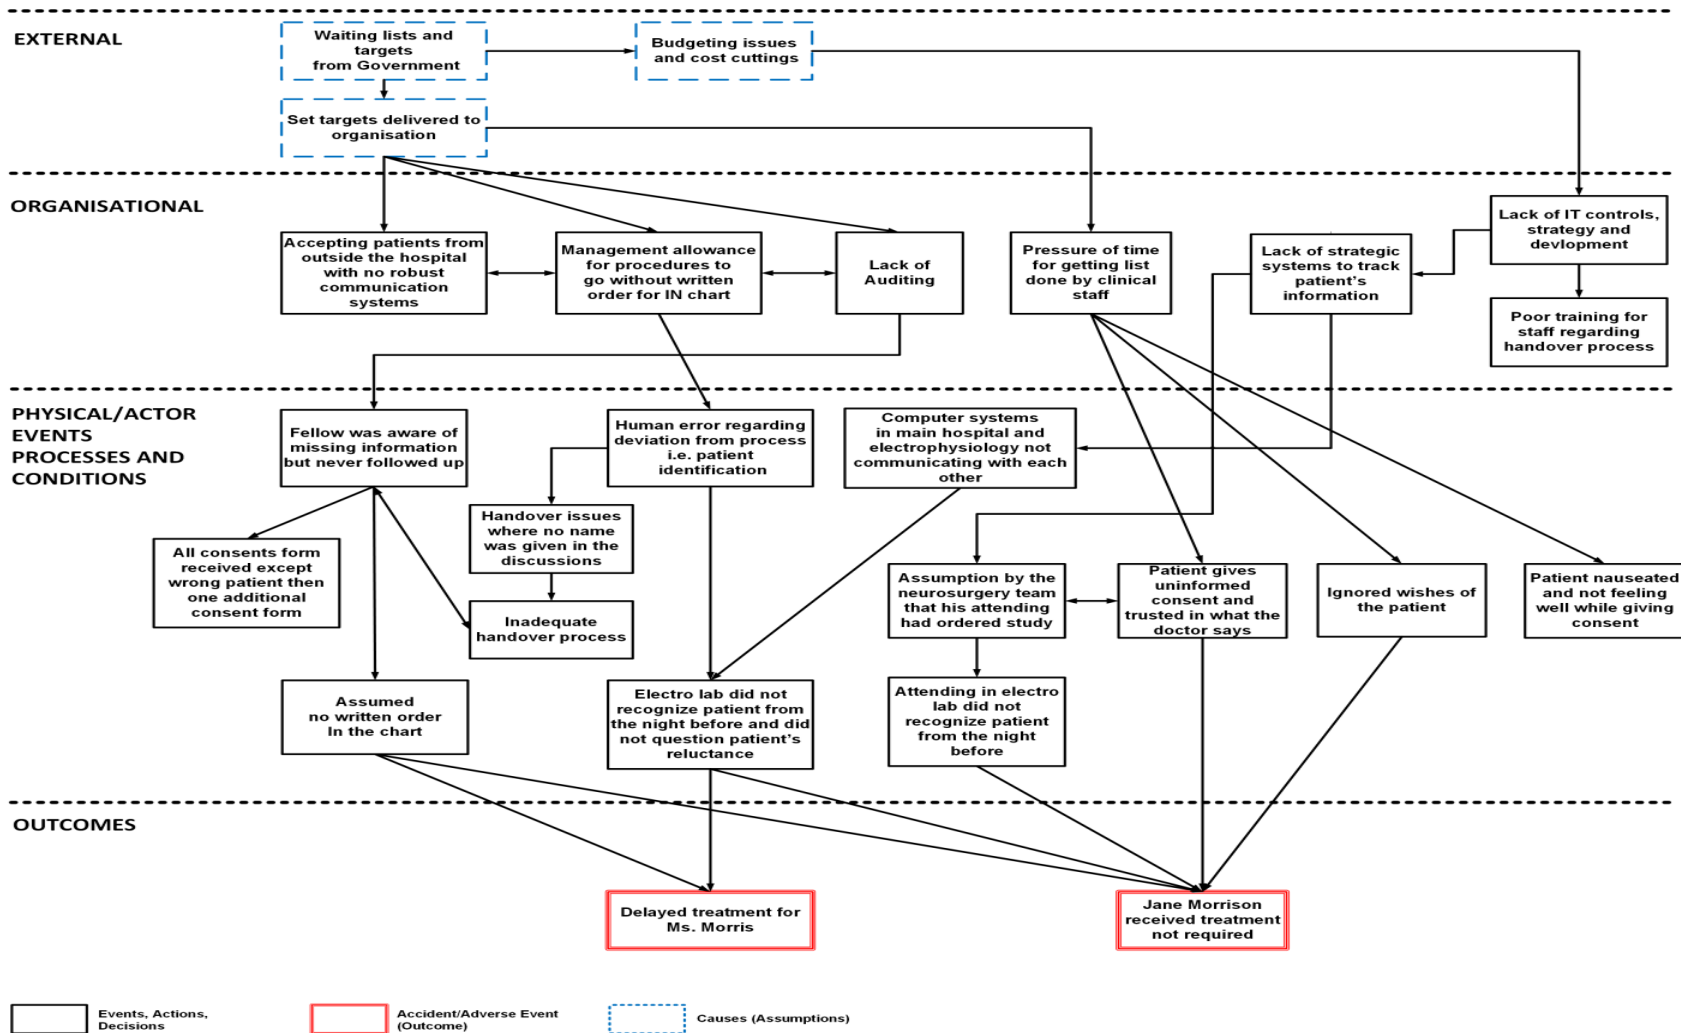 EXTERNAL
Waiting lists and
targets
from Government
Budgeting issues
and cost cuttings
Set targets delivered to
organisation
ORGANISATIONAL
Accepting patients from
outside the hospital
with no robust
communication
systems
Management allowance
for procedures to
go without written
order for IN chart
Lack of
Auditing
Pressure of time
for getting list
done by clinical
staff
Lack of strategic
systems to track
patient's
information
Lack of IT controls,
strategy and
devlopment
Poor training for
staff regarding
handover process
PHYSICAL/ACTOR
EVENTS
PROCESSES AND
CONDITIONS
Fellow was aware of
missing information
but never followed up
Human error regarding
deviation from process
i.e. patient
identification
Computer systems
in main hospital and
electrophysiology not
communicating with each
other
All consents form
received except
wrong patient then
one additional
consent form
Handover issues
where no name
was given in the
discussions
Inadequate
handover process
Assumption by the
neurosurgery team
that his attending
had ordered study
Patient gives
uninformed
consent and
trusted in what the
doctor says
Ignored wishes of
the patient
Patient nauseated
and not feeling
well while giving
consent
Assumed
no written order
In the chart
Electro lab did not
recognize patient from
the night before and did
not question patient's
reluctance
Attending in electro
lab did not
recognize patient
from the night
before
OUTCOMES
Delayed treatment for
Ms. Morris
Jane Morrison
received treatment
not required
Events, Actions,
Decisions
Accident/Adverse Event
(Outcome)
Causes (Assumptions)